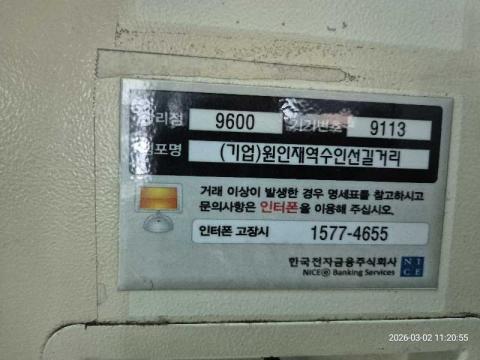 관리점 9600 기기번호 9113
점포명 (기업)원인재역수인선길거리
거래 이상이 발생한 경우 명세표를 참고하시고
문의사항은 인터폰을 이용해 주십시오.
인터폰 고장시 1577-4655
한국전자금융주식회사 NICE
NICE Banking Services
2026-03-02 11:20:55